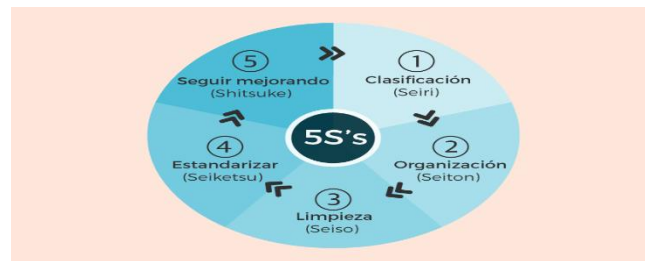 5S's
1
Clasificación
(Seiri)
2
Organización
(Seiton)
3
Limpieza
(Seiso)
4
Estandarizar
(Seiketsu)
5
Seguir mejorando
(Shitsuke)